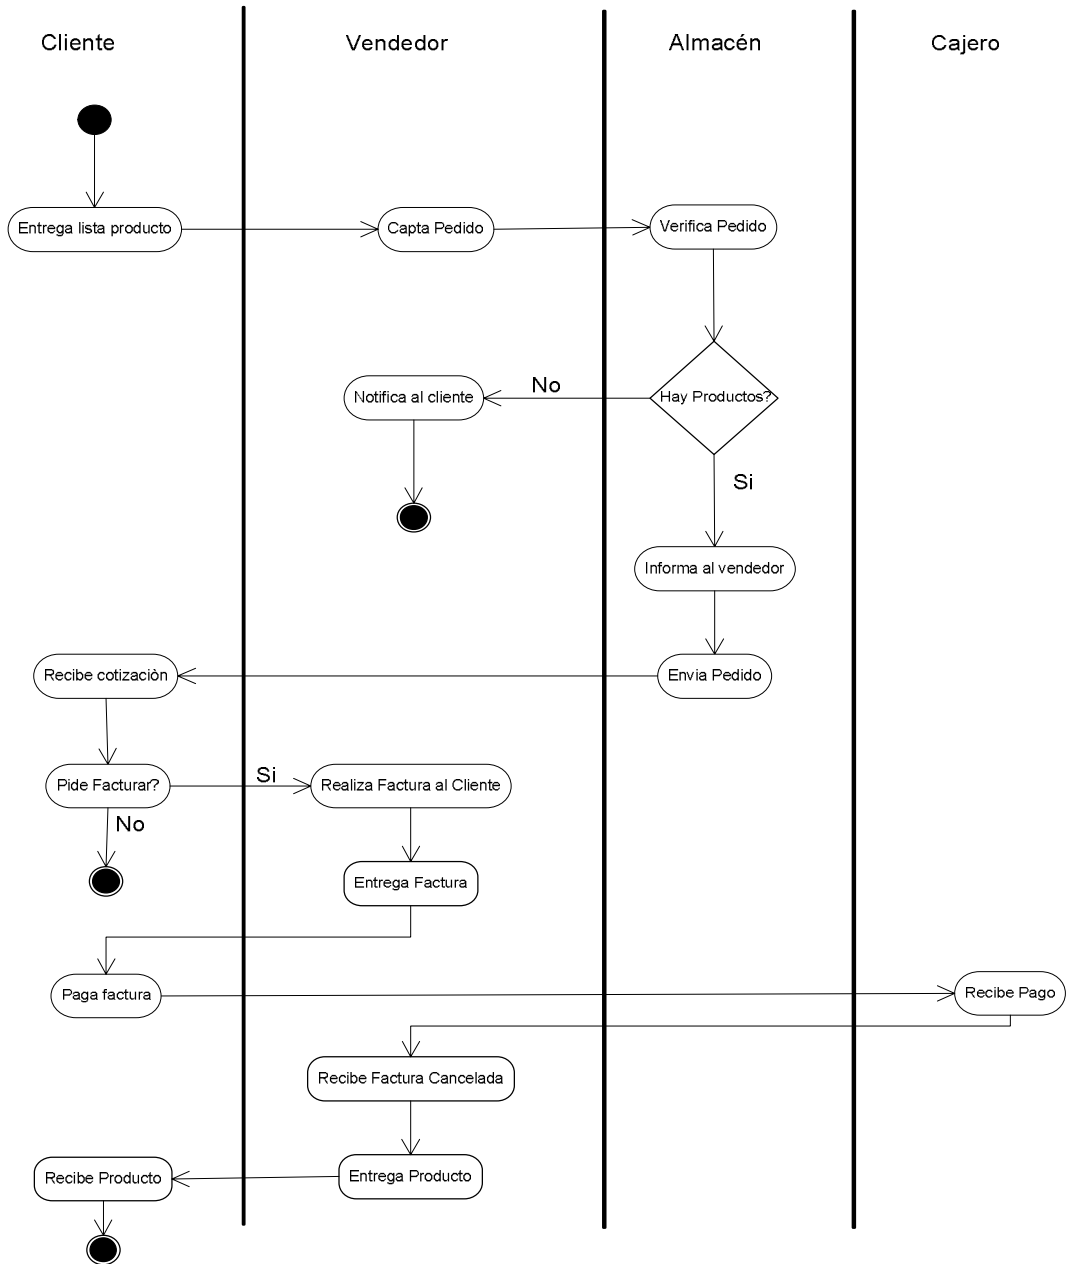 Cliente
Vendedor
Almacén
Cajero
Entrega lista producto
Capta Pedido
Verifica Pedido
Notifica al cliente
No
Hay Productos?
Si
Informa al vendedor
Recibe cotizaciòn
Envia Pedido
Pide Facturar?
Si
Realiza Factura al Cliente
No
Entrega Factura
Paga factura
Recibe Pago
Recibe Factura Cancelada
Recibe Producto
Entrega Producto